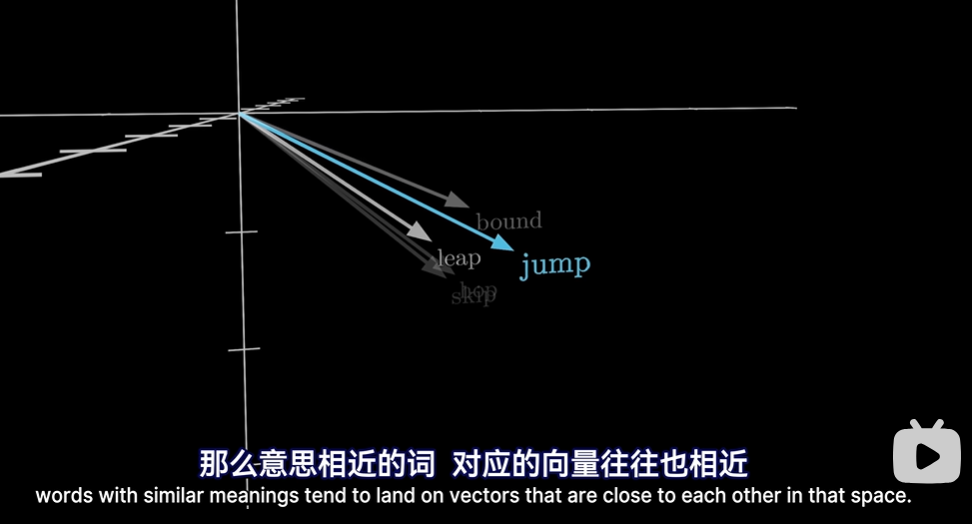 bound
leap
jump
hop
skip
那么意思相近的词 对应的向量往往也相近
words with similar meanings tend to land on vectors that are close to each other in that space.